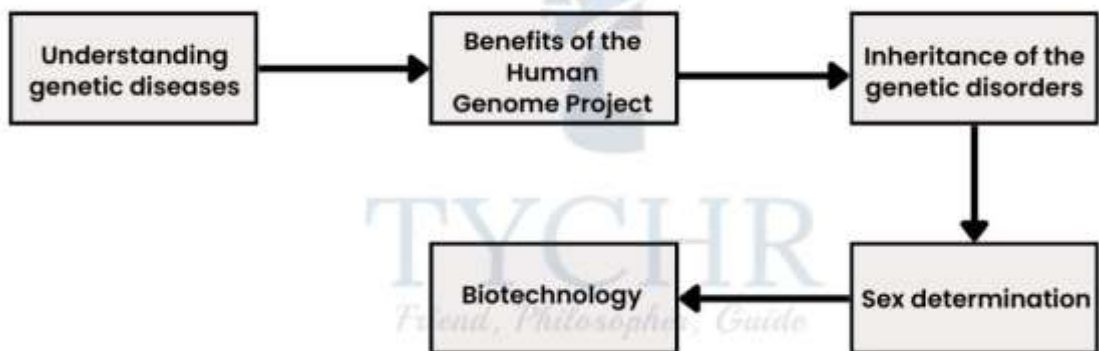 Understanding
genetic diseases
Benefits of the
Human
Genome Project
Inheritance of the
genetic disorders
TYCHR
Friend, Philosopher, Guide
Biotechnology
Sex determination